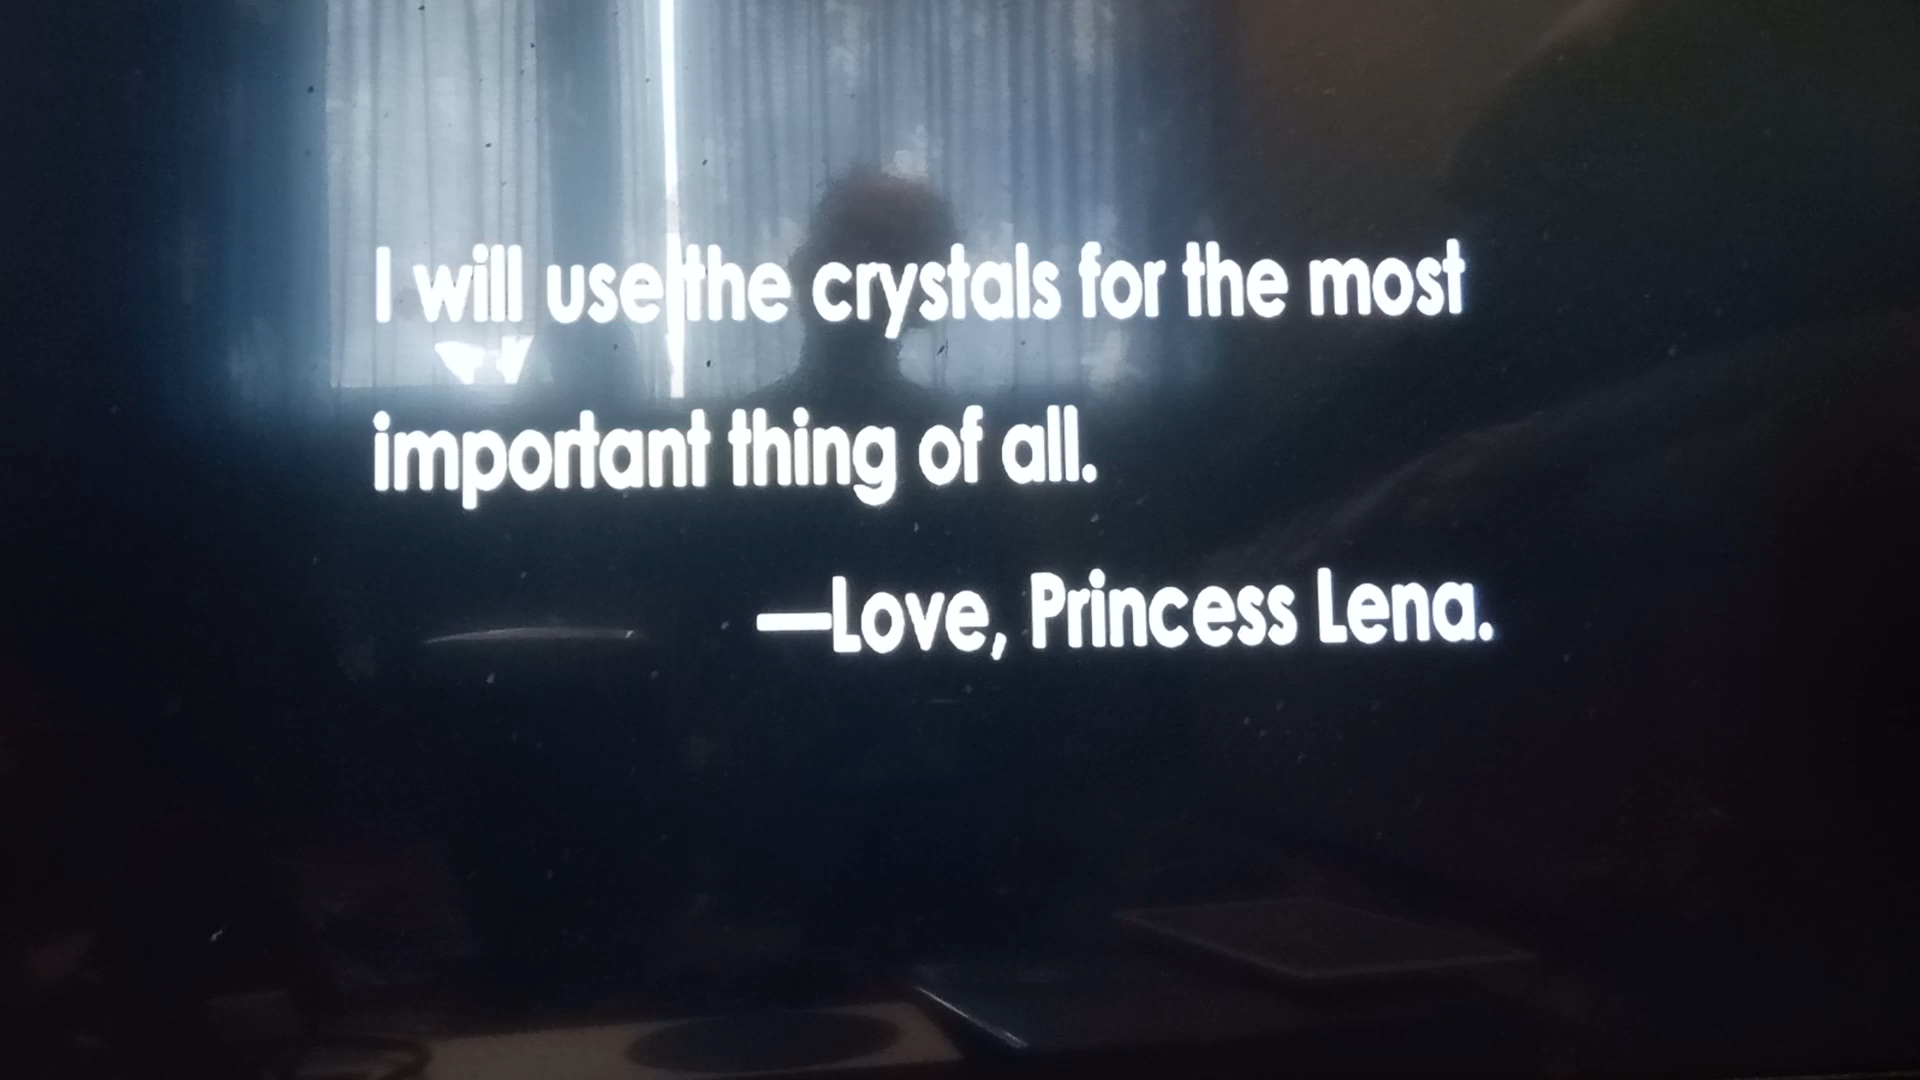 I will use the crystals for the most
important thing of all.
—Love, Princess Lena.